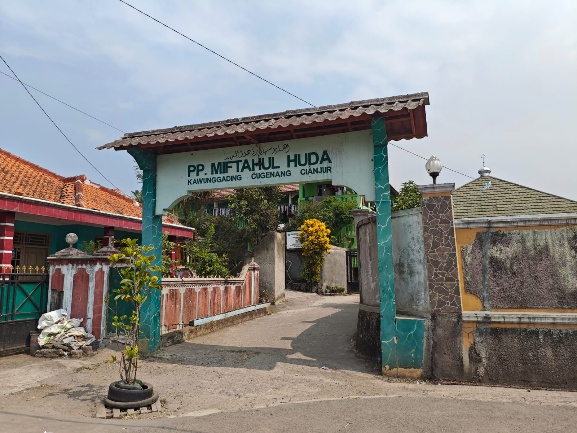 PP. MIFTAHUL HUDA
KAWUNGGADING CUGENANG CIANJUR